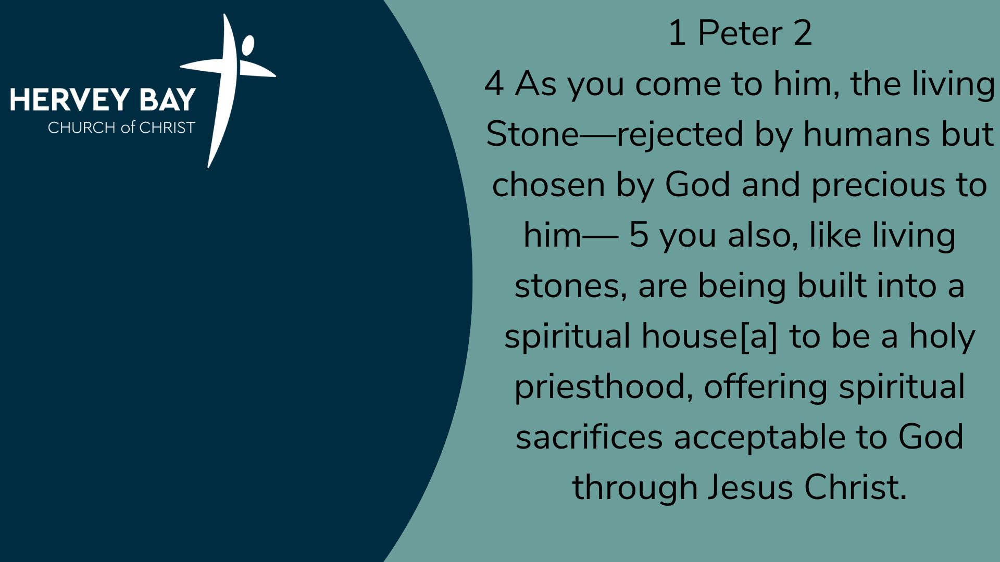 HERVEY BAY
CHURCH of CHRIST
1 Peter 2
4 As you come to him, the living
Stone—rejected by humans but
chosen by God and precious to
him— 5 you also, like living
stones, are being built into a
spiritual house[a] to be a holy
priesthood, offering spiritual
sacrifices acceptable to God
through Jesus Christ.